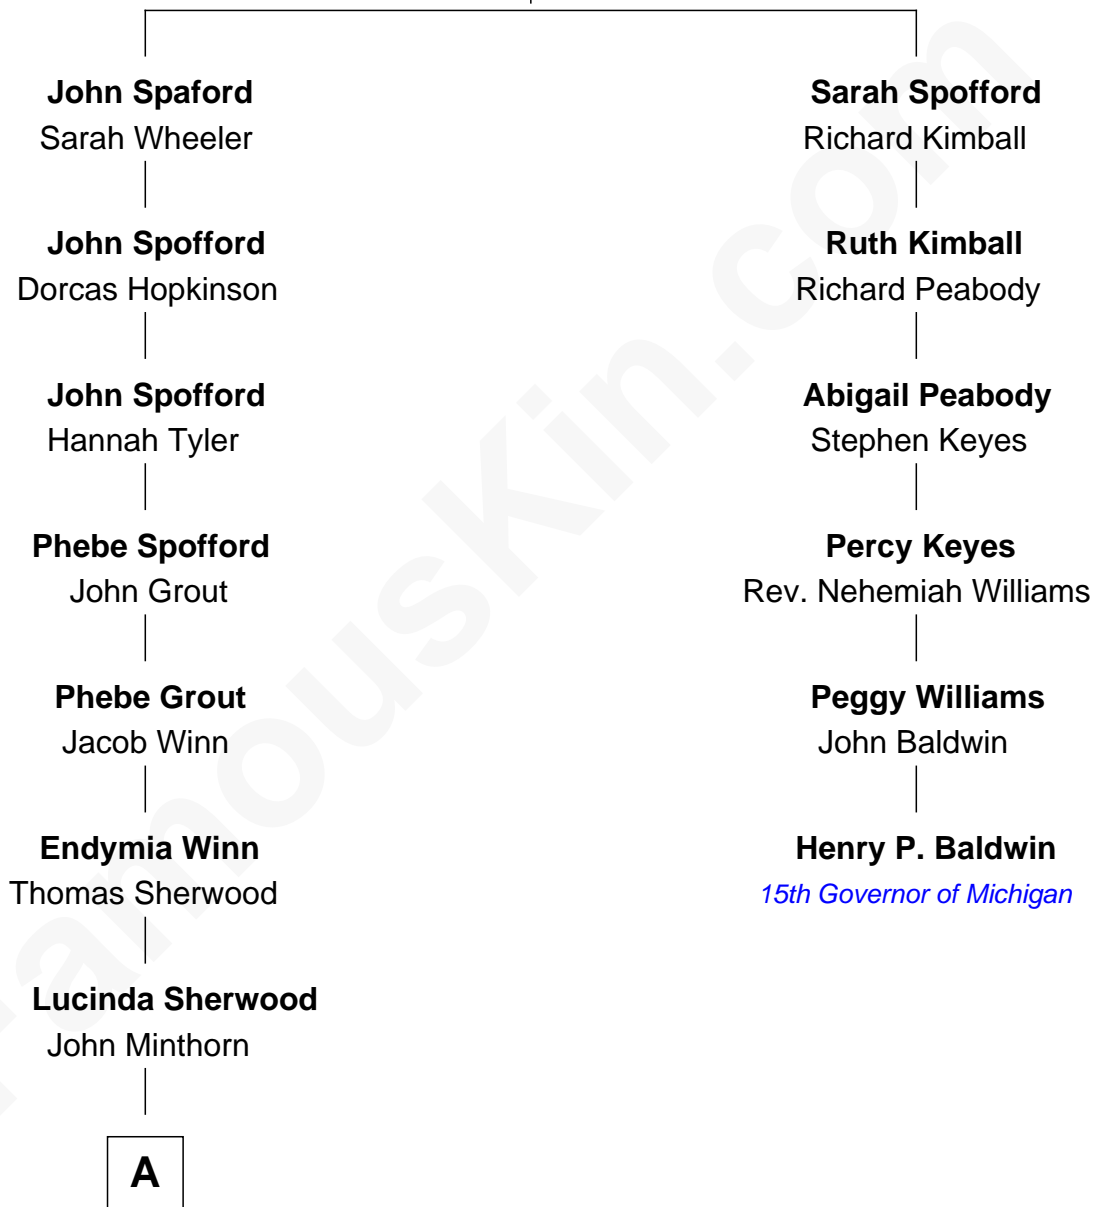 John Spaford
Sarah Wheeler
John Spofford
Dorcas Hopkinson
John Spofford
Hannah Tyler
Phebe Spofford
John Grout
Phebe Grout
Jacob Winn
Endymia Winn
Thomas Sherwood
Lucinda Sherwood
John Minthorn
A
Sarah Spofford
Richard Kimball
Ruth Kimball
Richard Peabody
Abigail Peabody
Stephen Keyes
Percy Keyes
Rev. Nehemiah Williams
Peggy Williams
John Baldwin
Henry P. Baldwin
15th Governor of Michigan
FamousKin.com